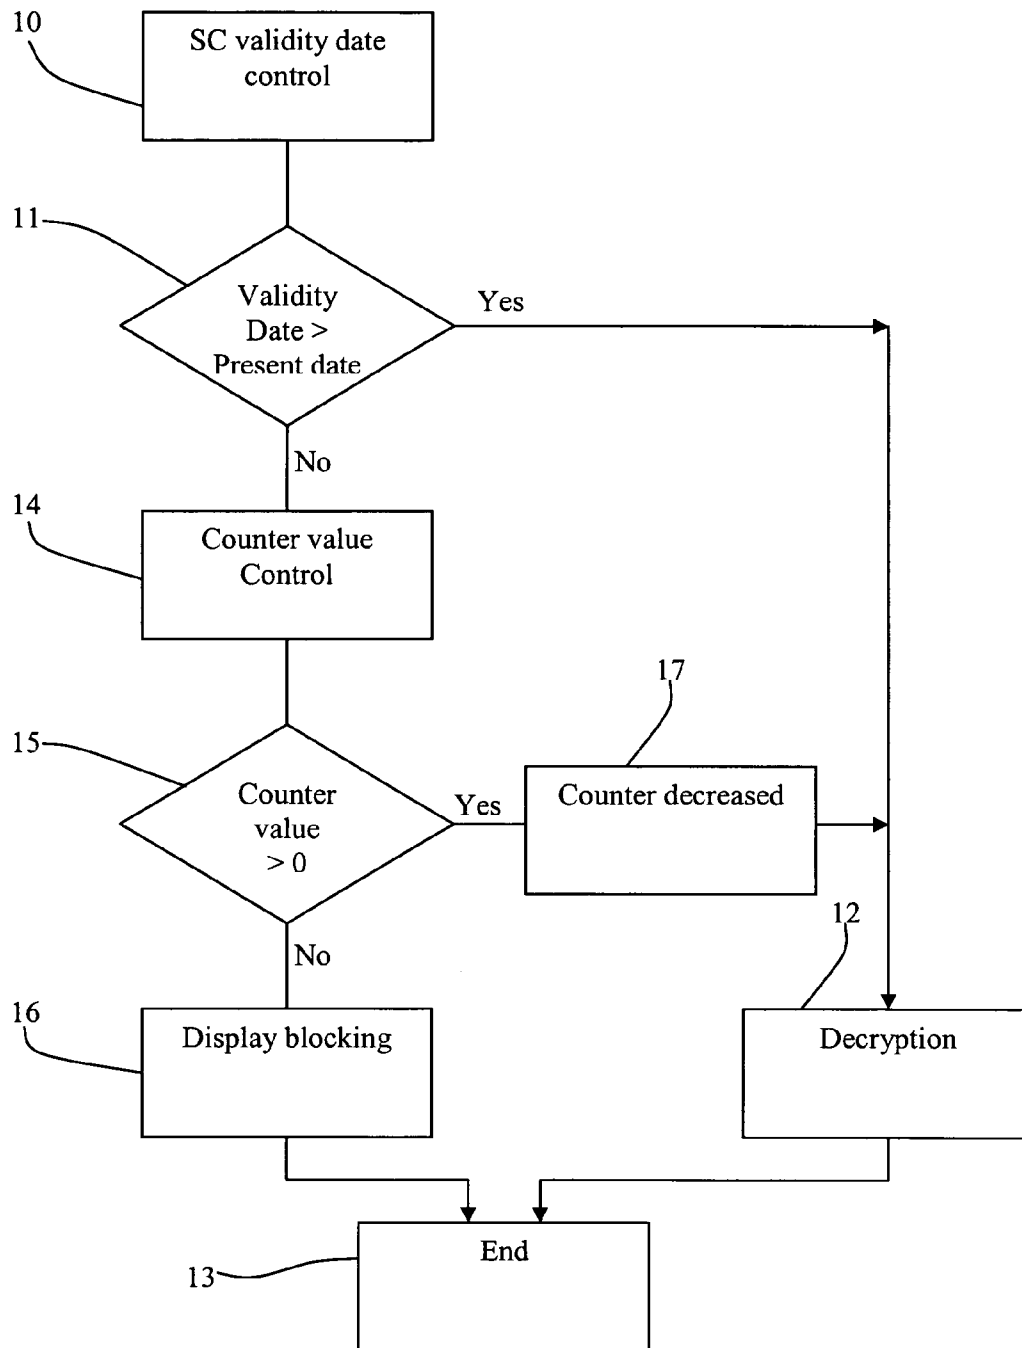 10
SC validity date
control
11
Validity
Date >
Present date
Yes
No
14
Counter value
Control
17
15
Counter
value
> 0
Yes
Counter decreased
No
12
16
Display blocking
Decryption
End
13